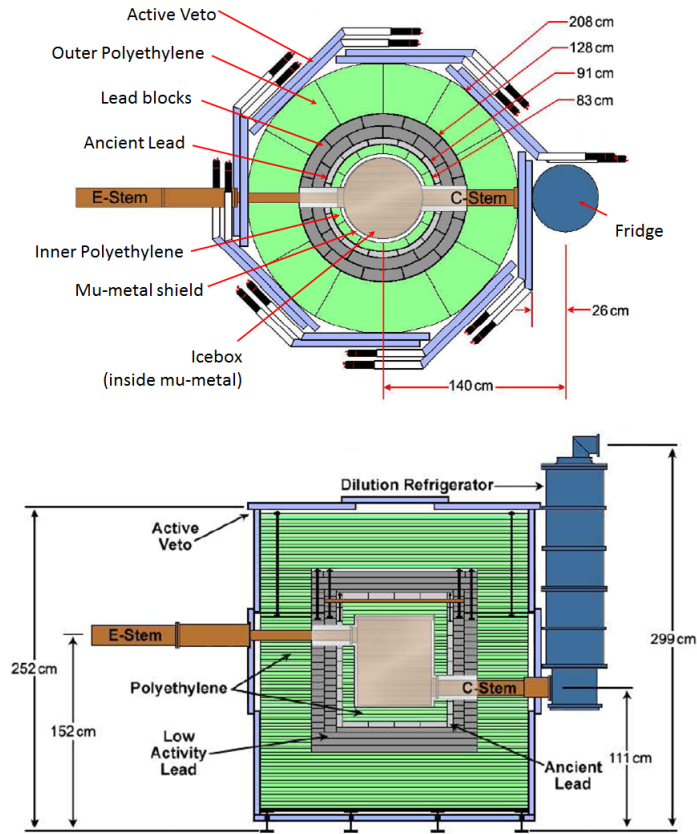 Active Veto
Outer Polyethylene
Lead blocks
Ancient Lead
E-Stem
Inner Polyethylene
Mu-metal shield
Icebox
(inside mu-metal)
208 cm
128 cm
91 cm
83 cm
C-Stem
Fridge
26 cm
140 cm
Dilution Refrigerator
Active
Veto
E-Stem
252 cm
152 cm
Polyethylene
Low
Activity
Lead
C-Stem
Ancient
Lead
299 cm
111 cm